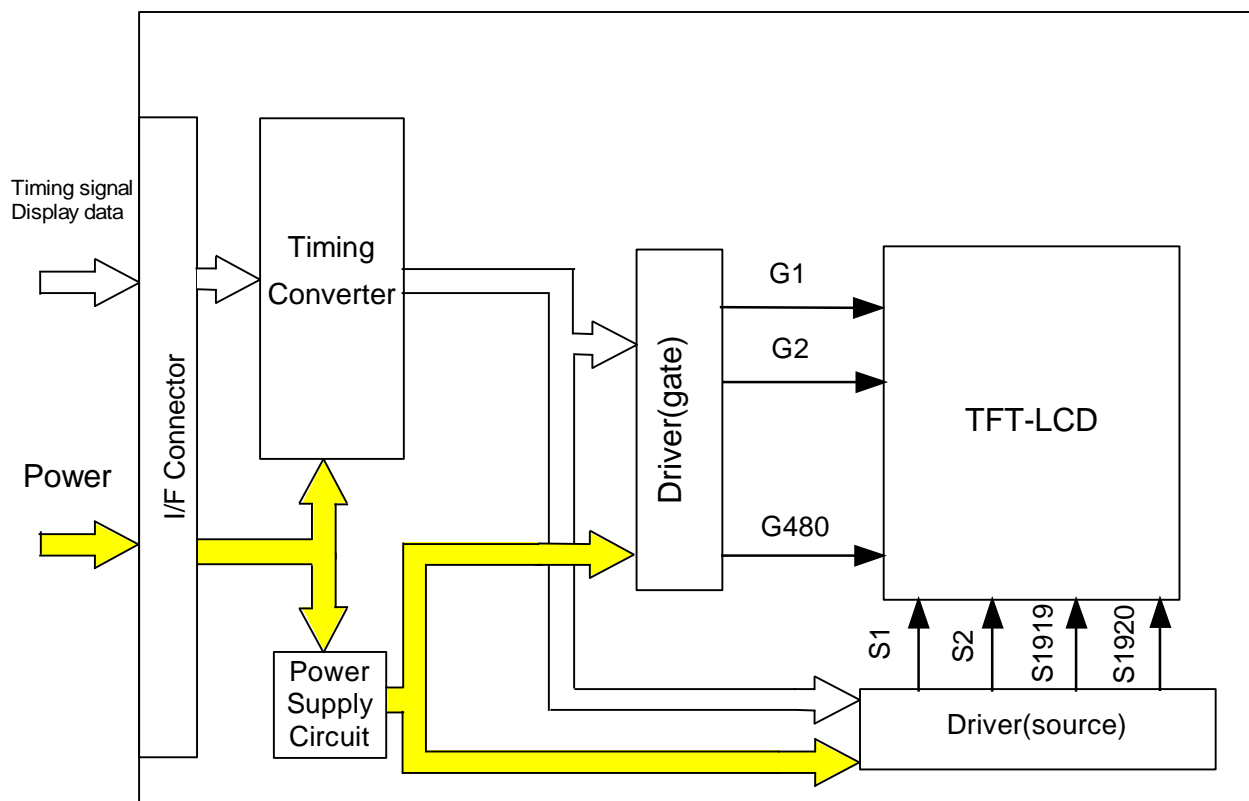 Timing signal
Display data
Power
I/F Connector
Timing
Converter
Power
Supply
Circuit
Driver(gate)
G1
G2
G480
TFT-LCD
S1
S2
S1919
S1920
Driver(source)